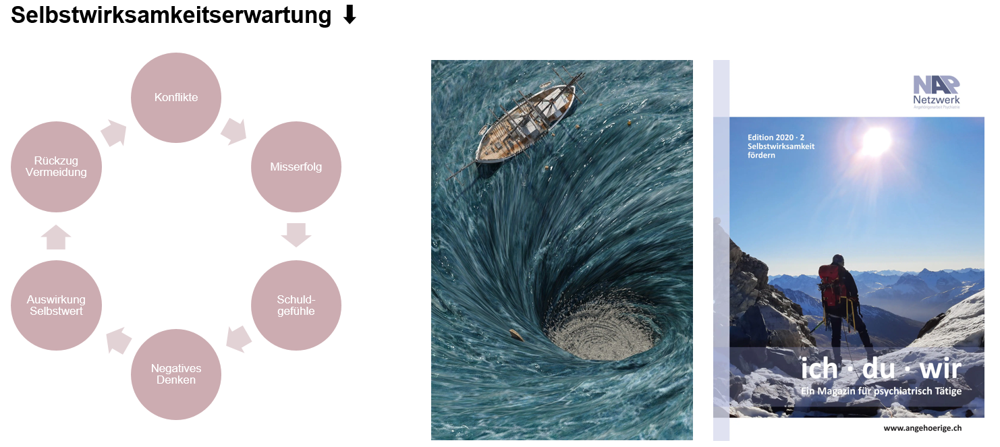 Selbstwirksamkeitserwartung ⬇
Konflikte
Misserfolg
Schuld-
gefühle
Negatives
Denken
Auswirkung
Selbstwert
Rückzug
Vermeidung
NAP
Netzwerk
Angehörigenarbeit Psychiatrie
Edition 2020 · 2
Selbstwirksamkeit
fördern
ich · du · wir
Ein Magazin für psychiatrisch Tätige
www.angehoerige.ch